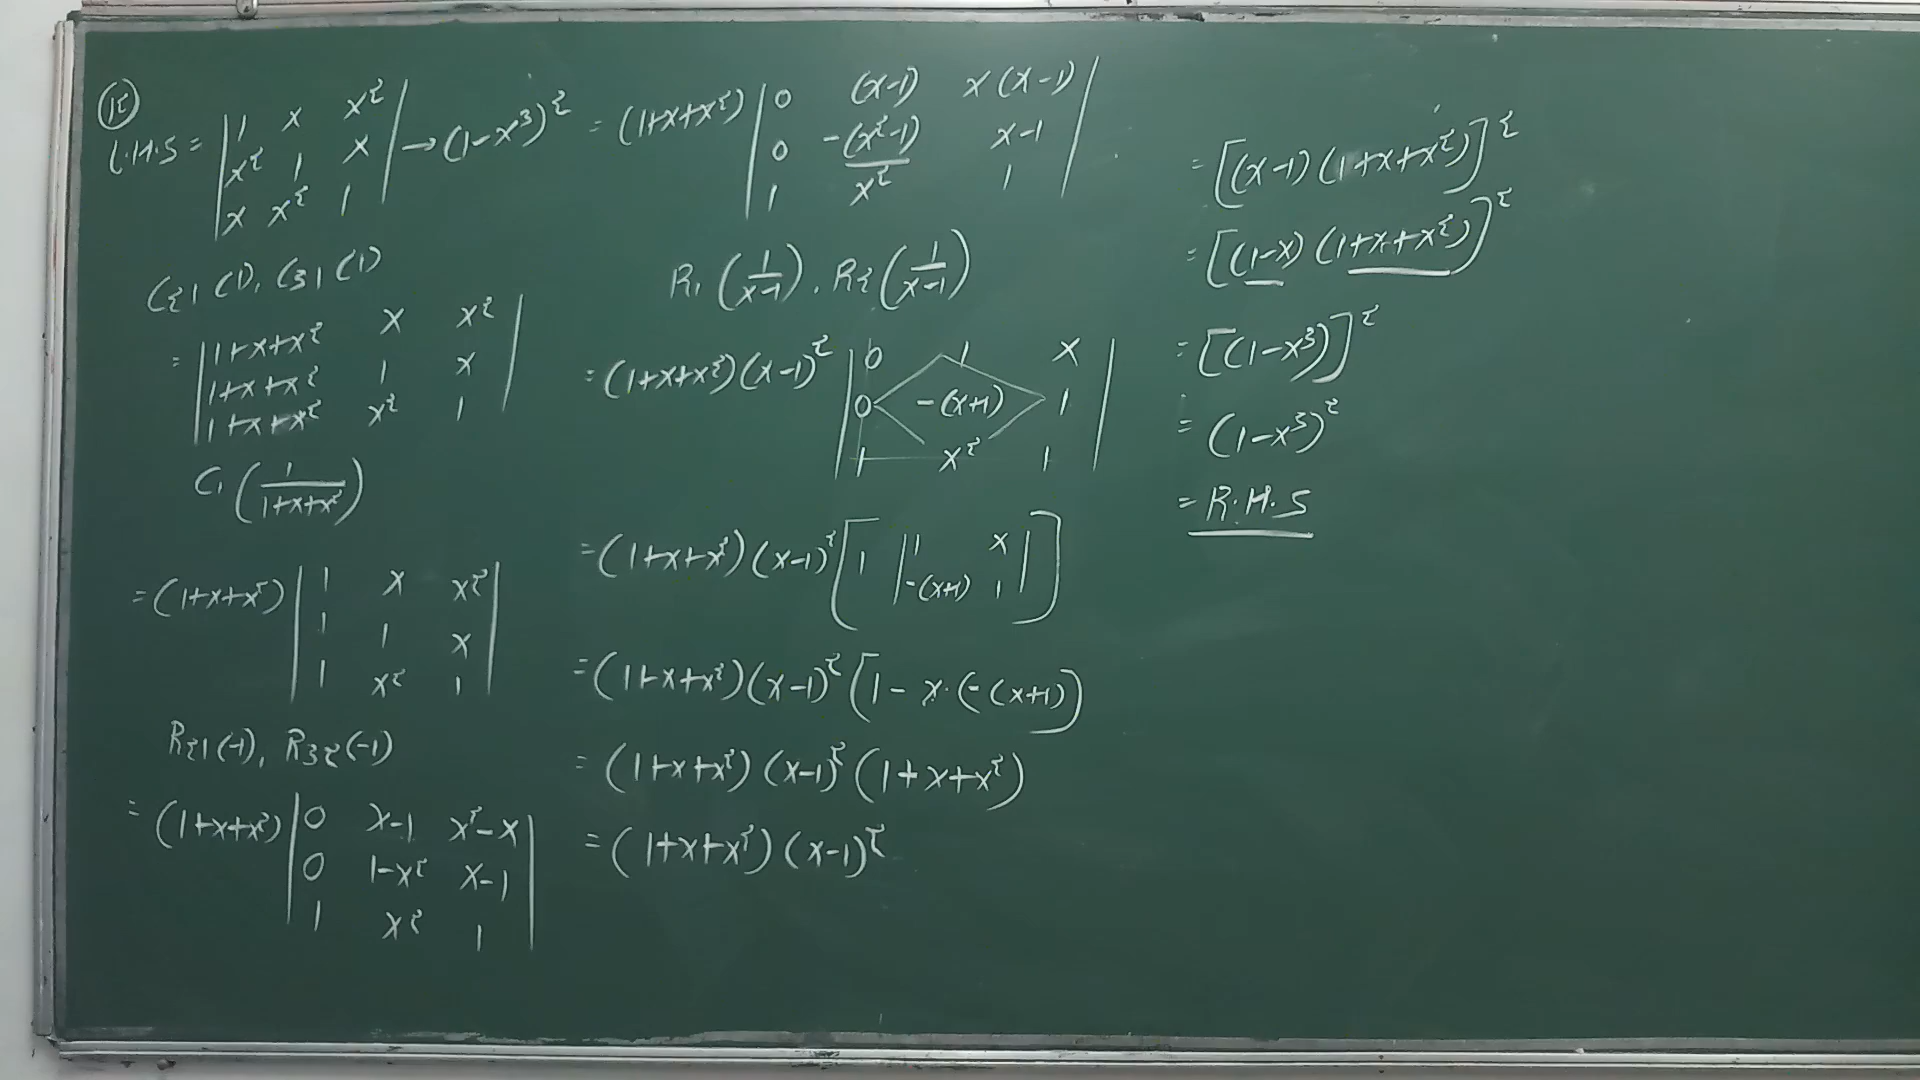 12
L.H.S = | 1 x x² | → (1-x³)²
| x² 1 x |
| x x² 1 |
C21(1), C31(1)
= | 1+x+x² x x² |
| 1+x+x² 1 x |
| 1+x+x² x² 1 |
C1 (1/(1+x+x²))
= (1+x+x²) | 1 x x² |
| 1 1 x |
| 1 x² 1 |
R21(-1), R32(-1)
= (1+x+x²) | 0 x-1 x²-x |
| 0 1-x² x-1 |
| 1 x² 1 |
= (1+x+x²) | 0 (x-1) x(x-1) |
| 0 -(x²-1) x-1 |
| 1 x² 1 |
R1 (1/(x-1)), R2 (1/(x-1))
= (1+x+x²)(x-1)² | 0 1 x |
| 0 -(x+1) 1 |
| 1 x² 1 |
= (1+x+x²)(x-1)² [ 1 | 1 x |
| -(x+1) 1 | ]
= (1+x+x²)(x-1)² [1 - x·(-(x+1)]
= (1+x+x²)(x-1)²(1+x+x²)
= (1+x+x²)(x-1)²
= [(x-1)(1+x+x²)]²
= [(1-x)(1+x+x²)]²
= [(1-x³)]²
= (1-x³)²
= R.H.S